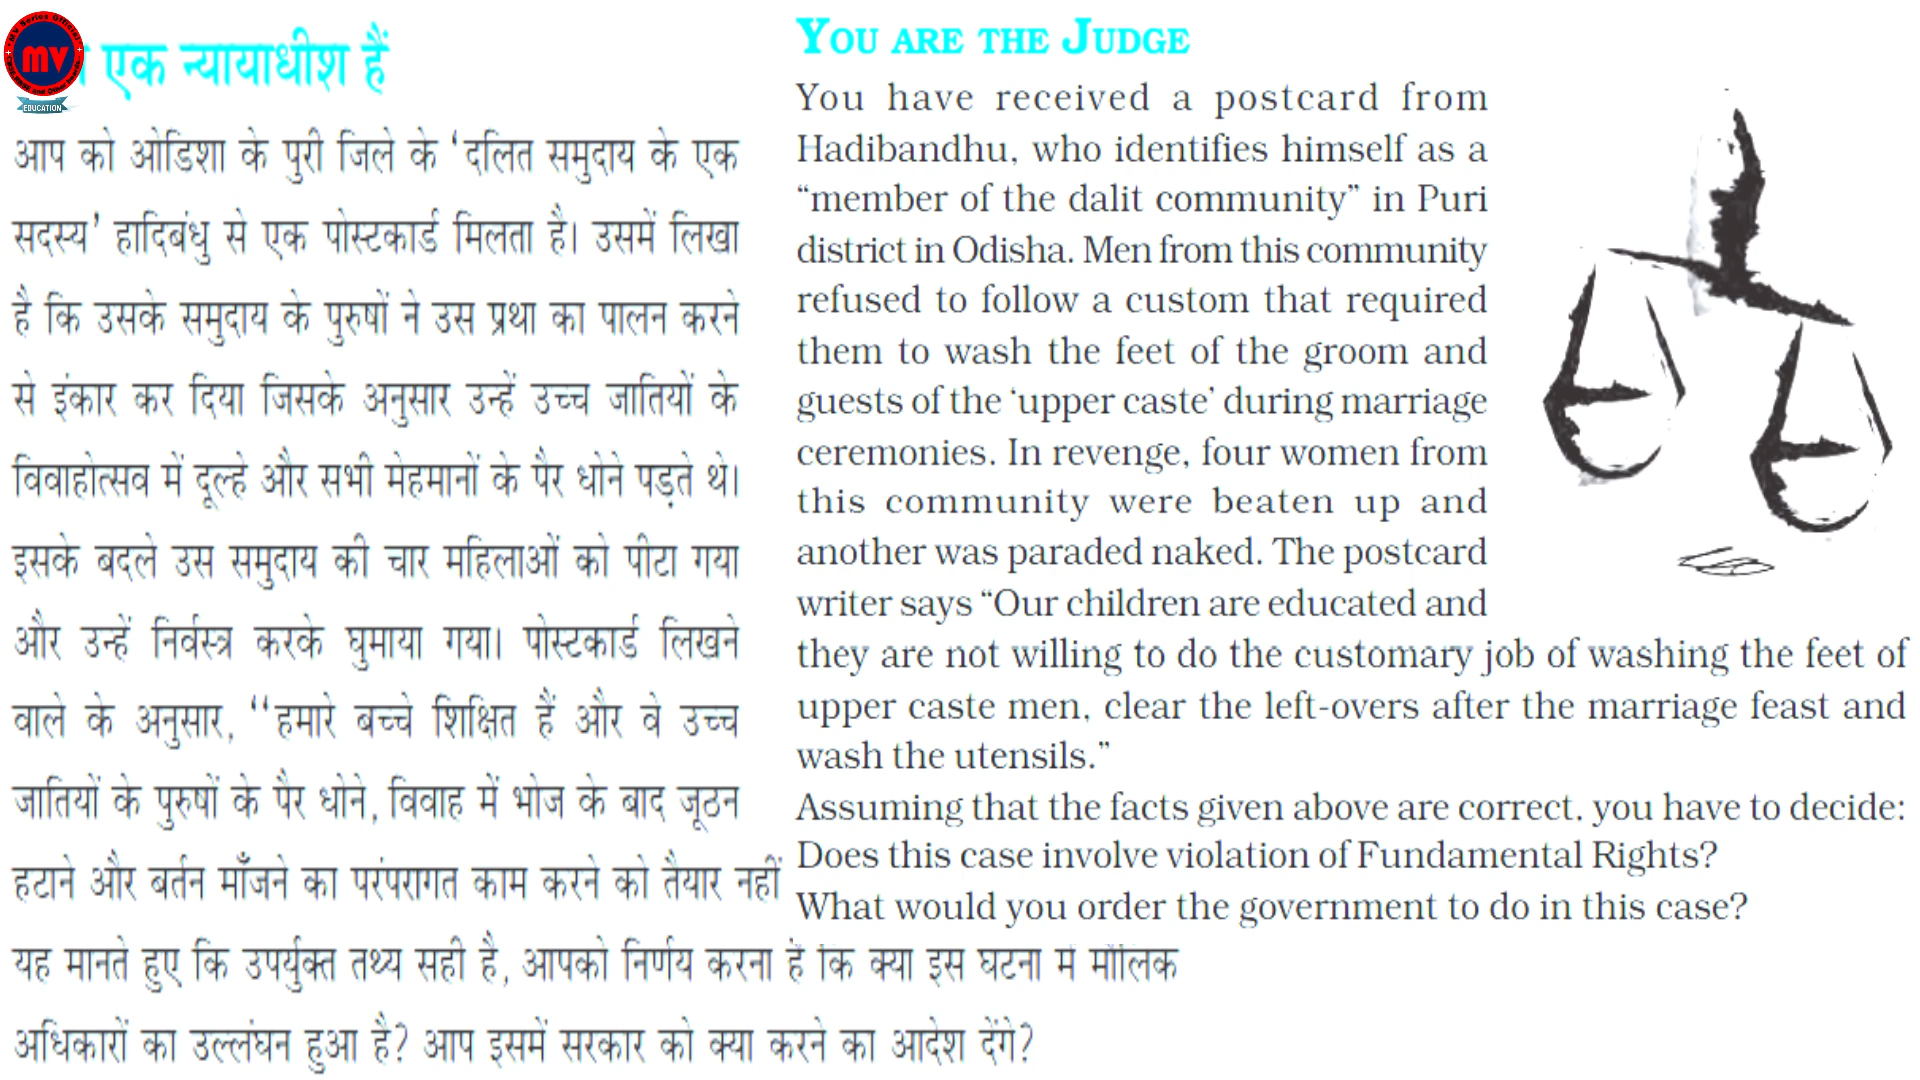 एक न्यायाधीश हैं
आप को ओडिशा के पुरी जिले के ‘दलित समुदाय के एक
सदस्य’ हादिबंधु से एक पोस्टकार्ड मिलता है। उसमें लिखा
है कि उसके समुदाय के पुरुषों ने उस प्रथा का पालन करने
से इंकार कर दिया जिसके अनुसार उन्हें उच्च जातियों के
विवाहोत्सव में दूल्हे और सभी मेहमानों के पैर धोने पड़ते थे।
इसके बदले उस समुदाय की चार महिलाओं को पीटा गया
और उन्हें निर्वस्त्र करके घुमाया गया। पोस्टकार्ड लिखने
वाले के अनुसार, “हमारे बच्चे शिक्षित हैं और वे उच्च
जातियों के पुरुषों के पैर धोने, विवाह में भोज के बाद जूठन
हटाने और बर्तन माँजने का परंपरागत काम करने को तैयार नहीं
यह मानते हुए कि उपर्युक्त तथ्य सही है, आपको निर्णय करना है कि क्या इस घटना में मौलिक
अधिकारों का उल्लंघन हुआ है? आप इसमें सरकार को क्या करने का आदेश देंगे?
YOU ARE THE JUDGE
You have received a postcard from
Hadibandhu, who identifies himself as a
“member of the dalit community” in Puri
district in Odisha. Men from this community
refused to follow a custom that required
them to wash the feet of the groom and
guests of the ‘upper caste’ during marriage
ceremonies. In revenge, four women from
this community were beaten up and
another was paraded naked. The postcard
writer says “Our children are educated and
they are not willing to do the customary job of washing the feet of
upper caste men, clear the left-overs after the marriage feast and
wash the utensils.”
Assuming that the facts given above are correct, you have to decide:
Does this case involve violation of Fundamental Rights?
What would you order the government to do in this case?
MV Series Official
mv
EDUCATION